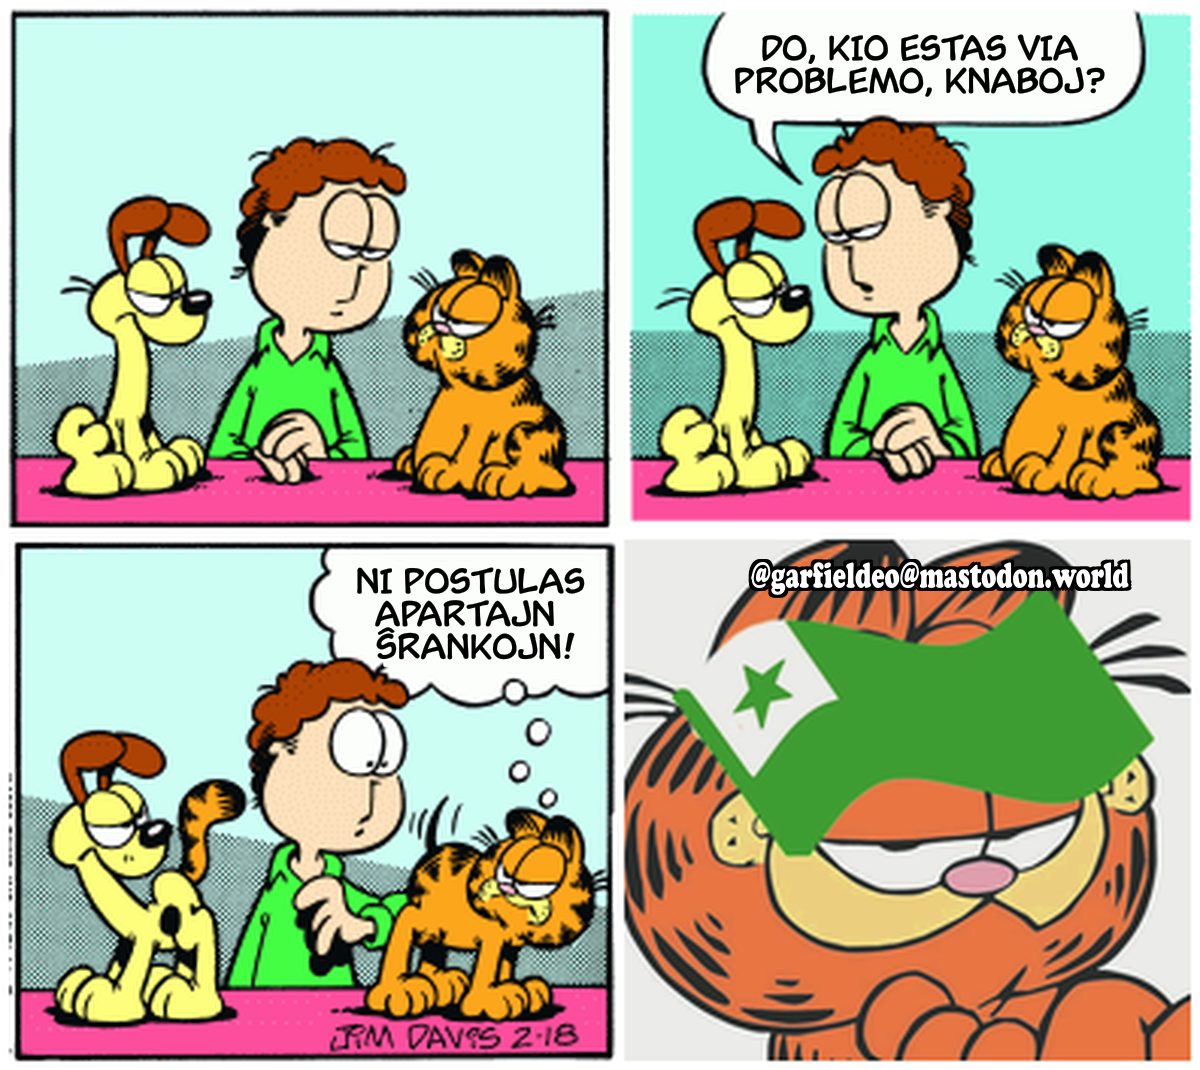 DO, KIO ESTAS VIA
PROBLEMO, KNABOJ?
NI POSTULAS
APARTAJN
ŜRANKOJN!
JIM DAVIS 2-18
@garfieldeo@mastodon.world